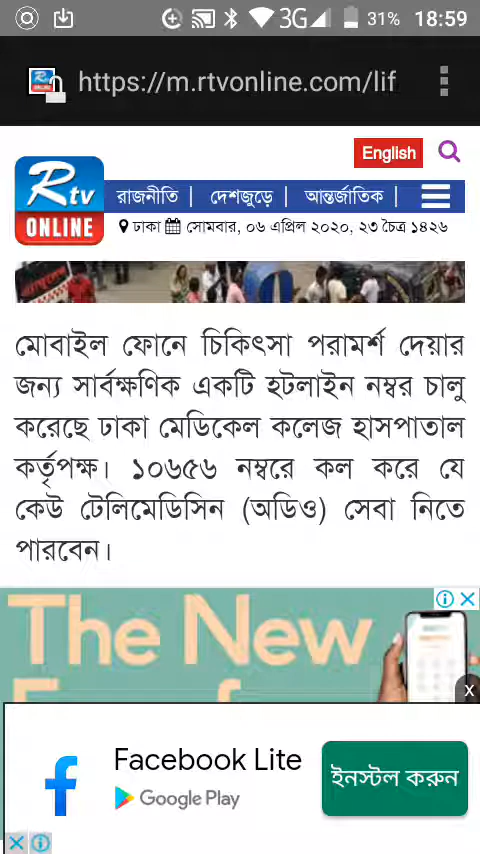 3G 31% 18:59
https://m.rtvonline.com/lif
English
Rtv
ONLINE
রাজনীতি | দেশজুড়ে | আন্তর্জাতিক |
ঢাকা সোমবার, ০৬ এপ্রিল ২০২০, ২৩ চৈত্র ১৪২৬
মোবাইল ফোনে চিকিৎসা পরামর্শ দেয়ার
জন্য সার্বক্ষণিক একটি হটলাইন নম্বর চালু
করেছে ঢাকা মেডিকেল কলেজ হাসপাতাল
কর্তৃপক্ষ। ১০৬৫৬ নম্বরে কল করে যে
কেউ টেলিমেডিসিন (অডিও) সেবা নিতে
পারবেন।
The New
x
Facebook Lite
Google Play
ইনস্টল করুন